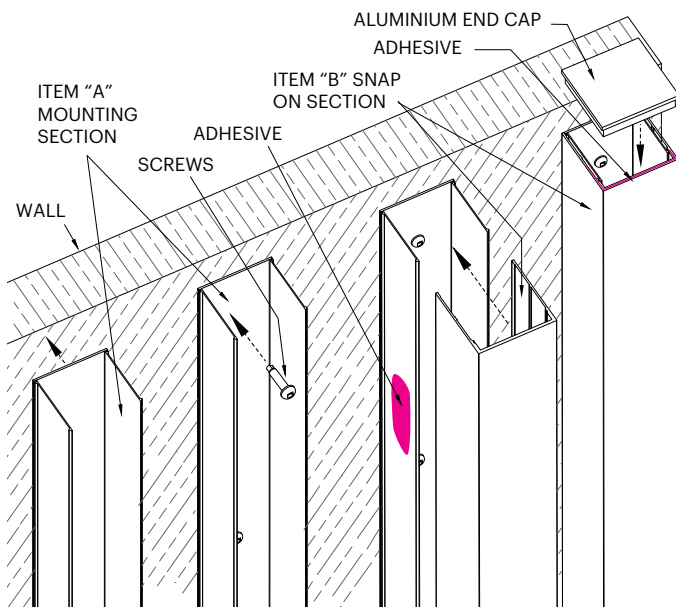 ALUMINIUM END CAP
ADHESIVE
ITEM “B” SNAP
ON SECTION
ITEM “A”
MOUNTING
SECTION
ADHESIVE
SCREWS
WALL